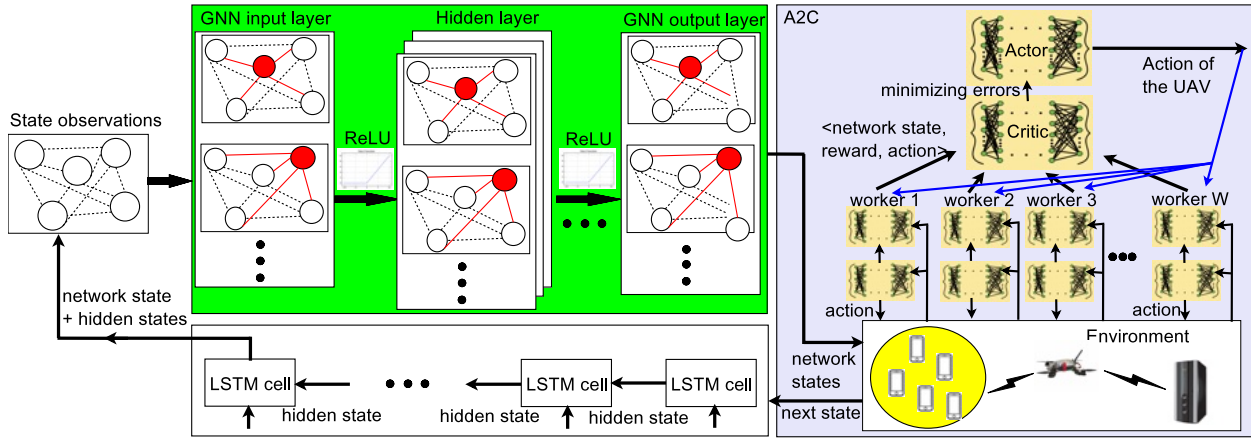 GNN input layer
Hidden layer
GNN output layer
A2C
Actor
Action of
the UAV
minimizing errors
State observations
ReLU
ReLU
<network state,
reward, action>
Critic
worker 1
worker 2
worker 3
worker W
network state
+ hidden states
action
action
Environment
network
states
LSTM cell
LSTM cell
LSTM cell
hidden state
hidden state
hidden state
next state